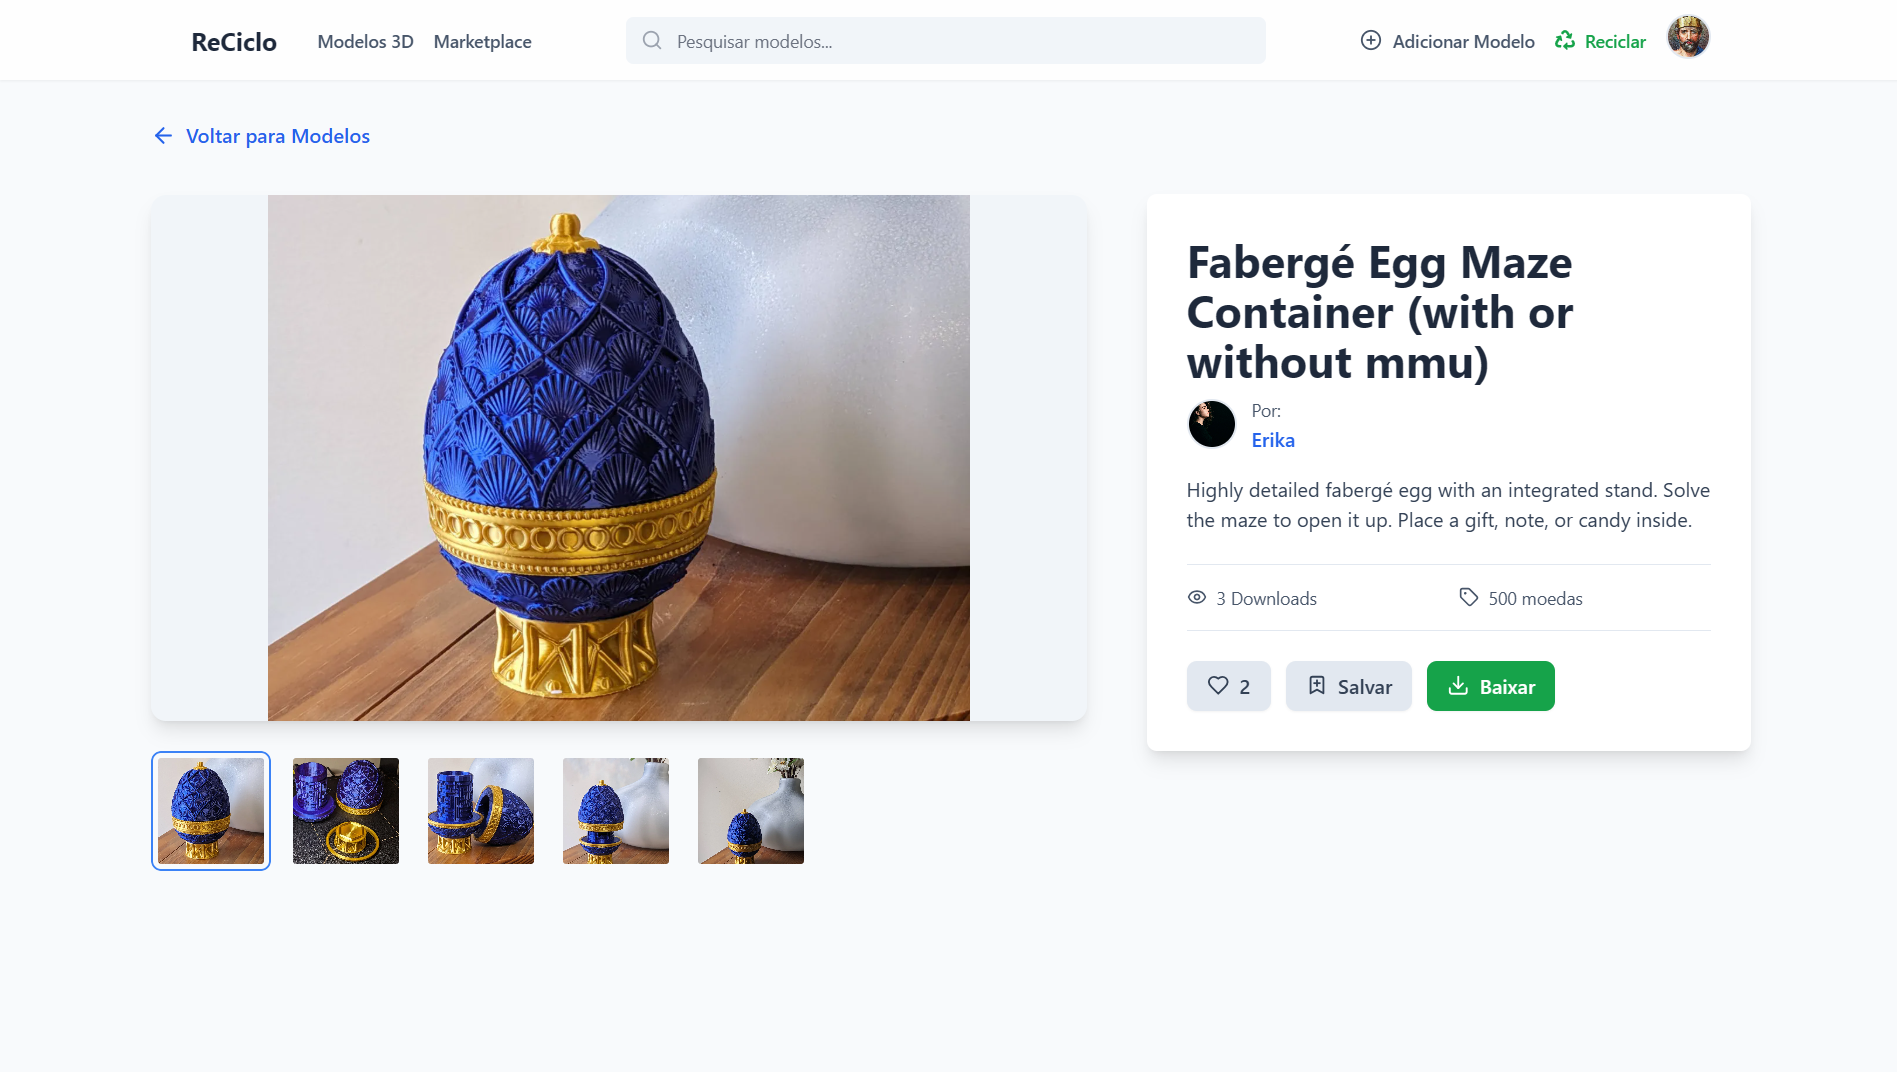 ReCiclo
Modelos 3D
Marketplace
Pesquisar modelos...
Adicionar Modelo
Reciclar
Voltar para Modelos
Fabergé Egg Maze
Container (with or
without mmu)
Por:
Erika
Highly detailed fabergé egg with an integrated stand. Solve
the maze to open it up. Place a gift, note, or candy inside.
3 Downloads
500 moedas
2
Salvar
Baixar